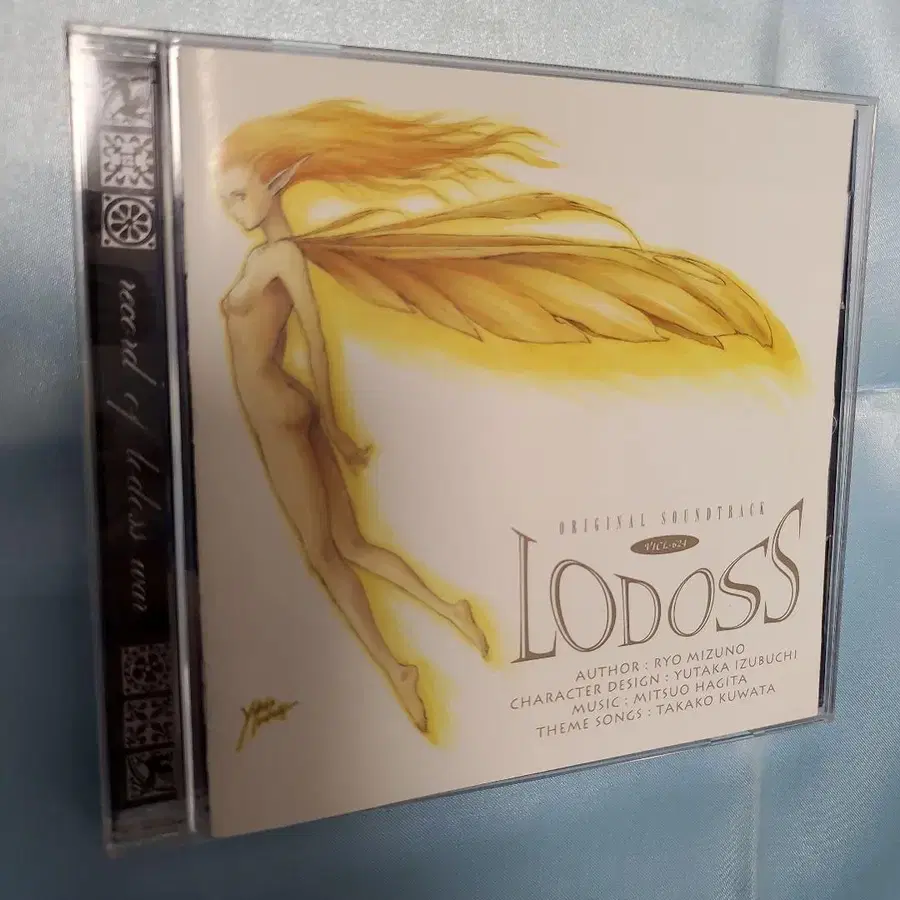 record of lodoss war
ORIGINAL SOUNDTRACK
VICL-624
LODOSS
AUTHOR : RYO MIZUNO
CHARACTER DESIGN : YUTAKA IZUBUCHI
MUSIC : MITSUO HAGITA
THEME SONGS : TAKAKO KUWATA